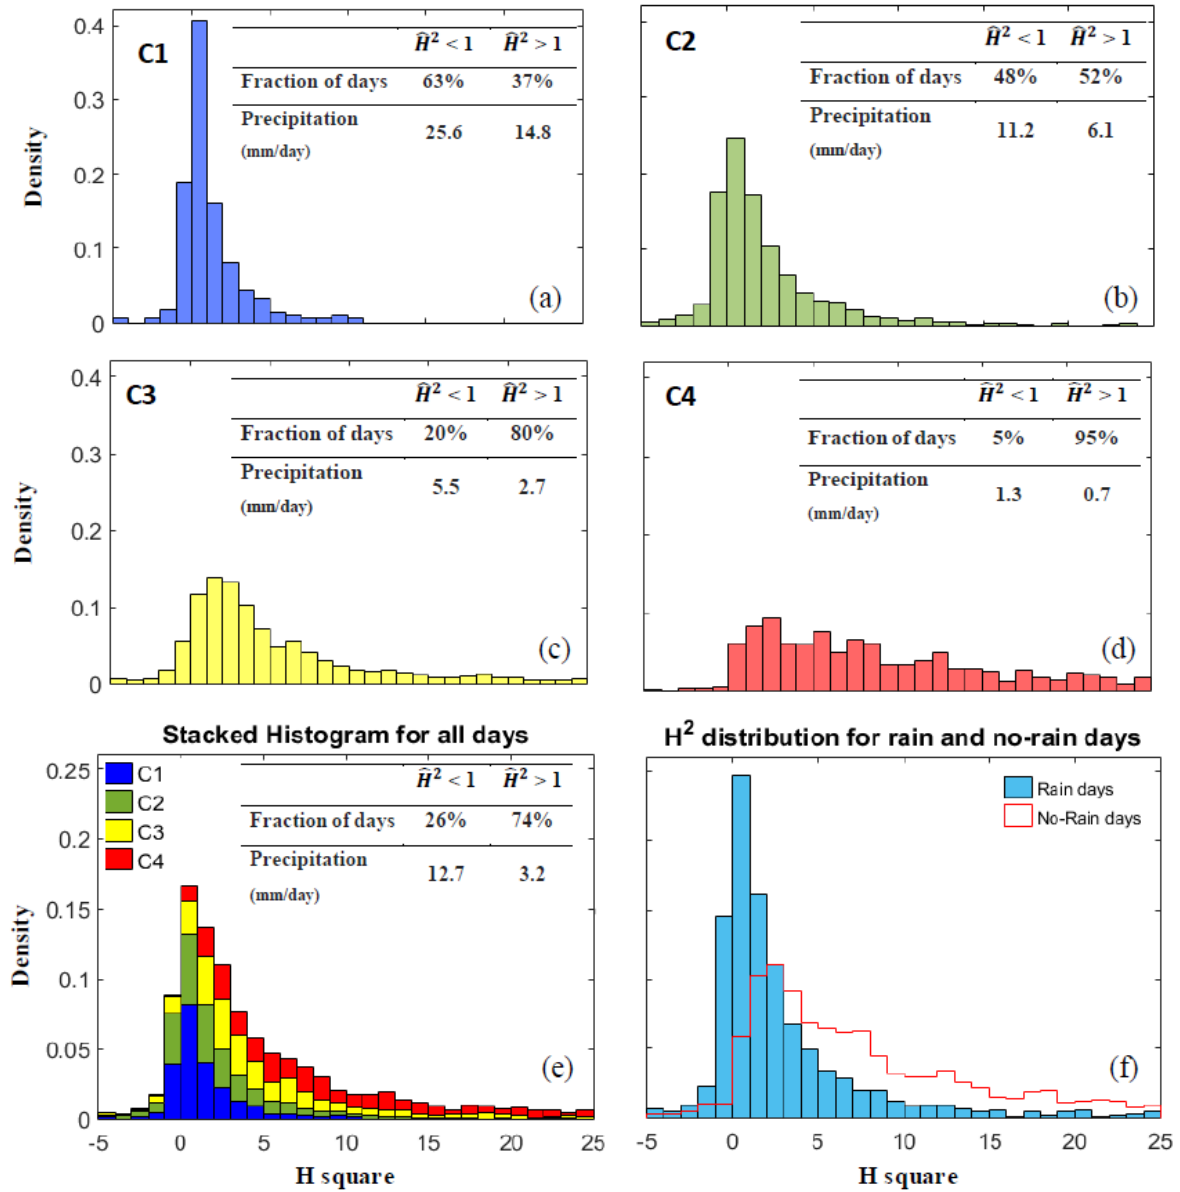 C1
Ĥ² < 1 Ĥ² > 1
Fraction of days 63% 37%
Precipitation
(mm/day) 25.6 14.8
0.4
0.3
0.2
0.1
0
Density
(a)
C2
Ĥ² < 1 Ĥ² > 1
Fraction of days 48% 52%
Precipitation
(mm/day) 11.2 6.1
(b)
C3
Ĥ² < 1 Ĥ² > 1
Fraction of days 20% 80%
Precipitation
(mm/day) 5.5 2.7
0.4
0.3
0.2
0.1
0
Density
(c)
C4
Ĥ² < 1 Ĥ² > 1
Fraction of days 5% 95%
Precipitation
(mm/day) 1.3 0.7
(d)
Stacked Histogram for all days
C1
C2
C3
C4
Ĥ² < 1 Ĥ² > 1
Fraction of days 26% 74%
Precipitation
(mm/day) 12.7 3.2
0.25
0.2
0.15
0.1
0.05
0
Density
(e)
-5 0 5 10 15 20 25
H square
H² distribution for rain and no-rain days
Rain days
No-Rain days
(f)
-5 0 5 10 15 20 25
H square